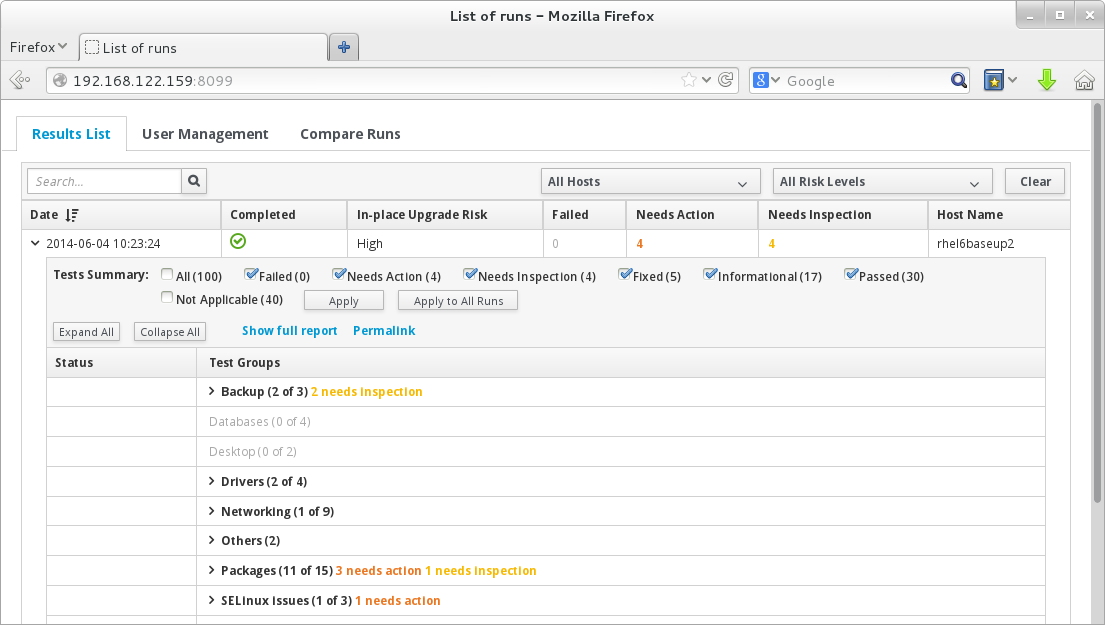 List of runs – Mozilla Firefox
Firefox
List of runs
192.168.122.159:8099
8 Google
Results List User Management Compare Runs
Search... All Hosts All Risk Levels Clear
Date Completed In-place Upgrade Risk Failed Needs Action Needs Inspection Host Name
2014-06-04 10:23:24 High 0 4 4 rhel6baseup2
Tests Summary: All (100) Failed (0) Needs Action (4) Needs Inspection (4) Fixed (5) Informational (17) Passed (30)
Not Applicable (40) Apply Apply to All Runs
Expand All Collapse All Show full report Permalink
Status Test Groups
Backup (2 of 3) 2 needs inspection
Databases (0 of 4)
Desktop (0 of 2)
Drivers (2 of 4)
Networking (1 of 9)
Others (2)
Packages (11 of 15) 3 needs action 1 needs inspection
SELinux issues (1 of 3) 1 needs action